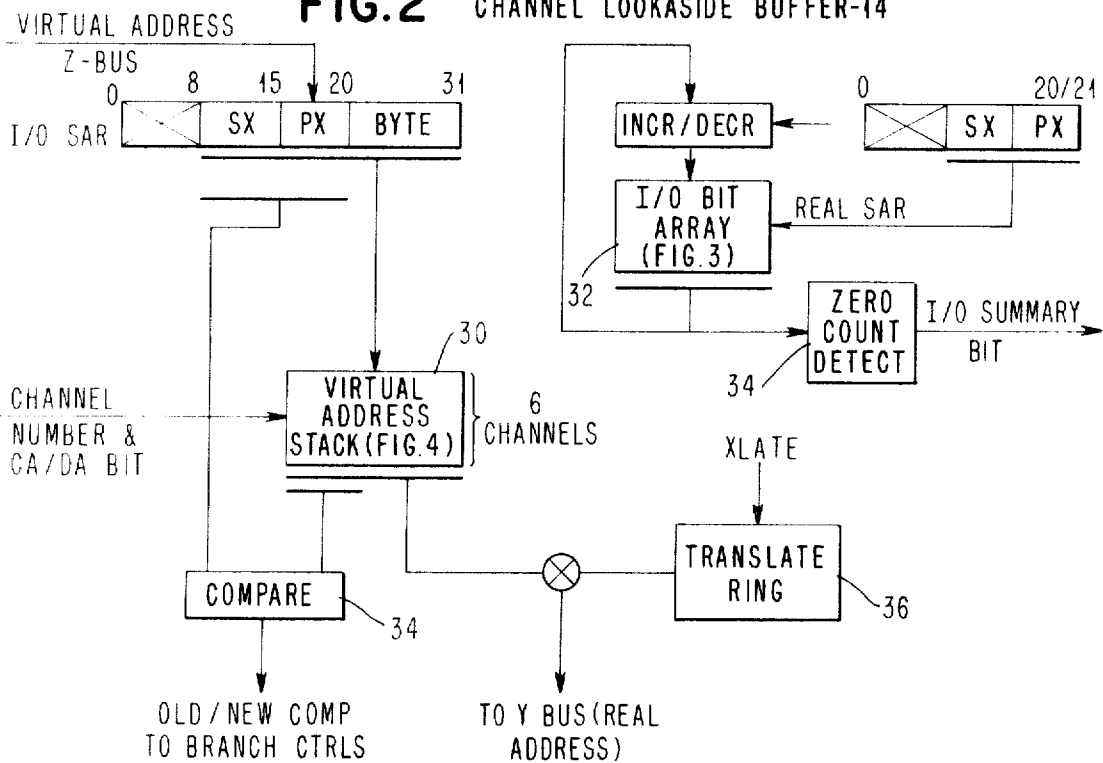 FIG.2 CHANNEL LOOKASIDE BUFFER-14
VIRTUAL ADDRESS
Z-BUS
0 8 15 20 31
I/O SAR
SX PX BYTE
INCR/DECR
0 20/21
SX PX
I/O BIT
ARRAY
(FIG.3)
REAL SAR
32
ZERO
COUNT
DETECT
34
I/O SUMMARY
BIT
30
CHANNEL
NUMBER &
CA/DA BIT
VIRTUAL
ADDRESS
STACK(FIG.4)
6
CHANNELS
XLATE
TRANSLATE
RING
36
COMPARE
34
OLD/NEW COMP
TO BRANCH CTRLS
TO Y BUS(REAL
ADDRESS)